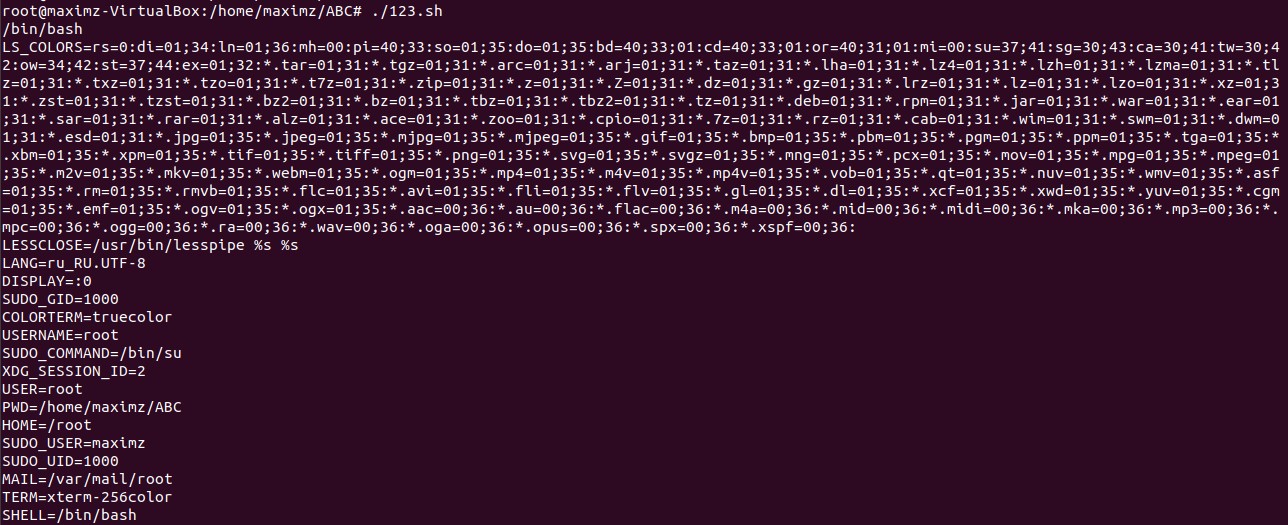 root@maximz-VirtualBox:/home/maximz/ABC# ./123.sh
/bin/bash
LS_COLORS=rs=0:di=01;34:ln=01;36:mh=00:pi=40;33:so=01;35:do=01;35:bd=40;33;01:cd=40;33;01:or=40;31;01:mi=00:su=37;41:sg=30;43:ca=30;41:tw=30;4
2:ow=34;42:st=37;44:ex=01;32:*.tar=01;31:*.tgz=01;31:*.arc=01;31:*.arj=01;31:*.taz=01;31:*.lha=01;31:*.lz4=01;31:*.lzh=01;31:*.lzma=01;31:*.tl
z=01;31:*.txz=01;31:*.tzo=01;31:*.t7z=01;31:*.zip=01;31:*.z=01;31:*.Z=01;31:*.dz=01;31:*.gz=01;31:*.lrz=01;31:*.lz=01;31:*.lzo=01;31:*.xz=01;3
1:*.zst=01;31:*.tzst=01;31:*.bz2=01;31:*.bz=01;31:*.tbz=01;31:*.tbz2=01;31:*.tz=01;31:*.deb=01;31:*.rpm=01;31:*.jar=01;31:*.war=01;31:*.ear=01
;31:*.sar=01;31:*.rar=01;31:*.alz=01;31:*.ace=01;31:*.zoo=01;31:*.cpio=01;31:*.7z=01;31:*.rz=01;31:*.cab=01;31:*.wim=01;31:*.swm=01;31:*.dwm=0
1;31:*.esd=01;31:*.jpg=01;35:*.jpeg=01;35:*.mjpg=01;35:*.mjpeg=01;35:*.gif=01;35:*.bmp=01;35:*.pbm=01;35:*.pgm=01;35:*.ppm=01;35:*.tga=01;35:*
.xbm=01;35:*.xpm=01;35:*.tif=01;35:*.tiff=01;35:*.png=01;35:*.svg=01;35:*.svgz=01;35:*.mng=01;35:*.pcx=01;35:*.mov=01;35:*.mpg=01;35:*.mpeg=01
;35:*.m2v=01;35:*.mkv=01;35:*.webm=01;35:*.ogm=01;35:*.mp4=01;35:*.m4v=01;35:*.mp4v=01;35:*.vob=01;35:*.qt=01;35:*.nuv=01;35:*.wmv=01;35:*.asf
=01;35:*.rm=01;35:*.rmvb=01;35:*.flc=01;35:*.avi=01;35:*.fli=01;35:*.flv=01;35:*.gl=01;35:*.dl=01;35:*.xcf=01;35:*.xwd=01;35:*.yuv=01;35:*.cgm
=01;35:*.emf=01;35:*.ogv=01;35:*.ogx=01;35:*.aac=00;36:*.au=00;36:*.flac=00;36:*.m4a=00;36:*.mid=00;36:*.midi=00;36:*.mka=00;36:*.mp3=00;36:*.
mpc=00;36:*.ogg=00;36:*.ra=00;36:*.wav=00;36:*.oga=00;36:*.opus=00;36:*.spx=00;36:*.xspf=00;36:
LESSCLOSE=/usr/bin/lesspipe %s %s
LANG=ru_RU.UTF-8
DISPLAY=:0
SUDO_GID=1000
COLORTERM=truecolor
USERNAME=root
SUDO_COMMAND=/bin/su
XDG_SESSION_ID=2
USER=root
PWD=/home/maximz/ABC
HOME=/root
SUDO_USER=maximz
SUDO_UID=1000
MAIL=/var/mail/root
TERM=xterm-256color
SHELL=/bin/bash